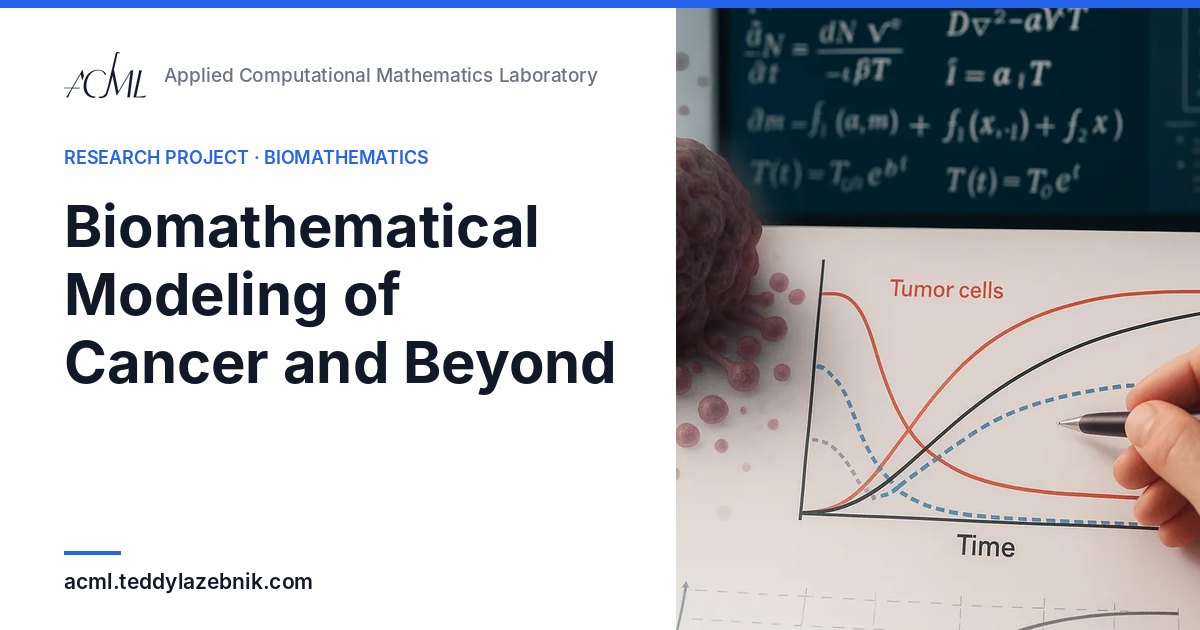 ACML Applied Computational Mathematics Laboratory
RESEARCH PROJECT · BIOMATHEMATICS
Biomathematical
Modeling of
Cancer and Beyond
acml.teddylazebnik.com
T(t) = T₀eᵗ
Tumor cells
Time